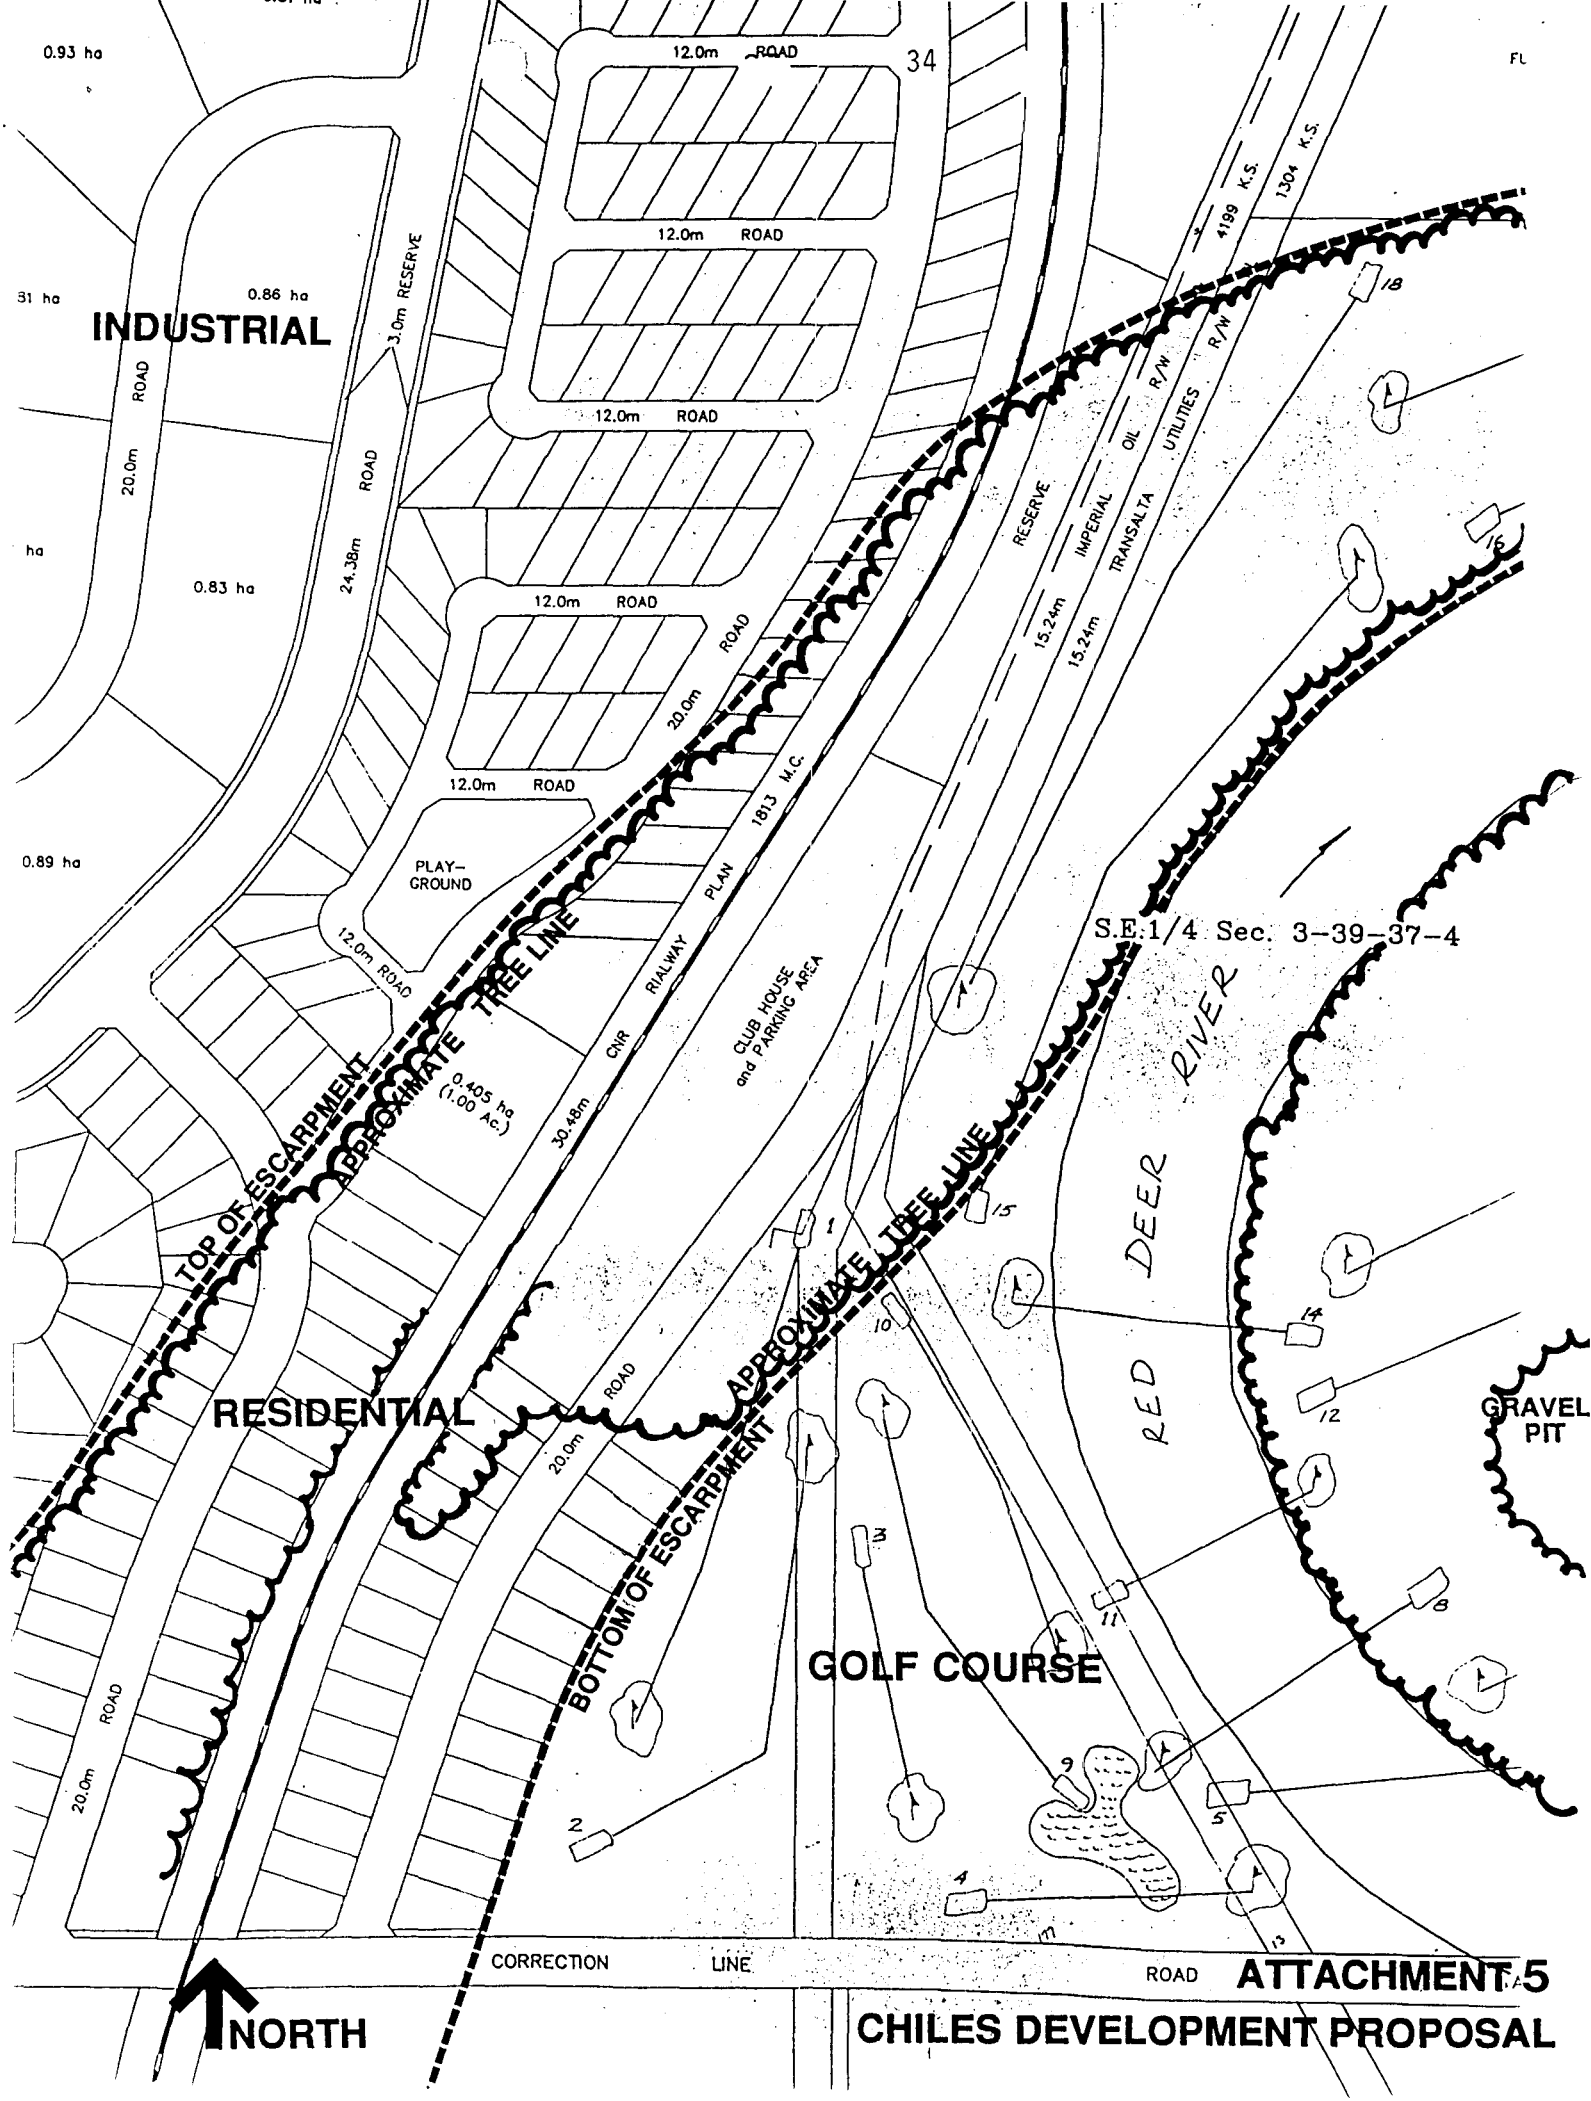 0.93 ha
12.0m ROAD
34
FL
4199 K.S.
1304 K.S.
12.0m ROAD
3.0m RESERVE
31 ha
0.86 ha
INDUSTRIAL
18
20.0m ROAD
12.0m ROAD
24.38m ROAD
RESERVE
15.24m IMPERIAL OIL R/W
15.24m TRANSALTA UTILITIES R/W
16
ha
0.83 ha
12.0m ROAD
20.0m ROAD
12.0m ROAD
0.89 ha
PLAY-
GROUND
12.0m ROAD
30.48m CNR RIALWAY PLAN 1813 M.C.
S.E.1/4 Sec. 3-39-37-4
RED DEER RIVER
TOP OF ESCARPMENT
APPROXIMATE TREE LINE
0.405 ha
(1.00 Ac.)
CLUB HOUSE
and PARKING AREA
1
15
10
APPROXIMATE TREE LINE
14
12
GRAVEL
PIT
RESIDENTIAL
20.0m ROAD
BOTTOM OF ESCARPMENT
3
11
8
GOLF COURSE
20.0m ROAD
9
5
2
4
17
13
CORRECTION LINE ROAD
ATTACHMENT 5
NORTH
CHILES DEVELOPMENT PROPOSAL